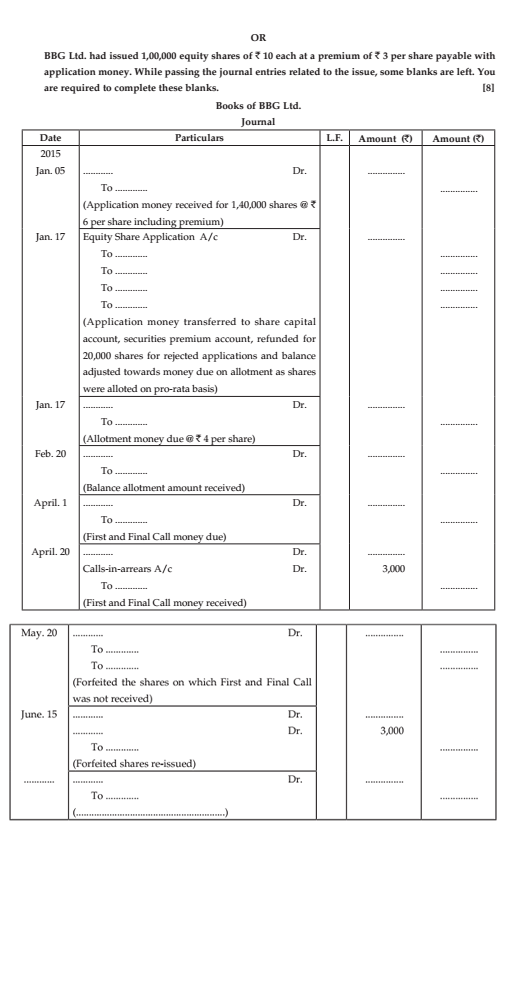 OR
BBG Ltd. had issued 1,00,000 equity shares of ₹ 10 each at a premium of ₹ 3 per share payable with
application money. While passing the journal entries related to the issue, some blanks are left. You
are required to complete these blanks. [8]
Books of BBG Ltd.
Journal
Date Particulars L.F. Amount (₹) Amount (₹)
2015
Jan. 05 ............ Dr. ...............
To ............. ...............
(Application money received for 1,40,000 shares @ ₹
6 per share including premium)
Jan. 17 Equity Share Application A/c Dr. ...............
To ............. ...............
To ............. ...............
To ............. ...............
To ............. ...............
(Application money transferred to share capital
account, securities premium account, refunded for
20,000 shares for rejected applications and balance
adjusted towards money due on allotment as shares
were alloted on pro-rata basis)
Jan. 17 ............ Dr. ...............
To ............. ...............
(Allotment money due @ ₹ 4 per share)
Feb. 20 ............ Dr. ...............
To ............. ...............
(Balance allotment amount received)
April. 1 ............ Dr. ...............
To ............. ...............
(First and Final Call money due)
April. 20 ............ Dr. ...............
Calls-in-arrears A/c Dr. 3,000
To ............. ...............
(First and Final Call money received)
May. 20 ............ Dr. ...............
To ............. ...............
To ............. ...............
(Forfeited the shares on which First and Final Call
was not received)
June. 15 ............ Dr. ...............
............ Dr. 3,000
To ............. ...............
(Forfeited shares re-issued)
............ ............ Dr. ...............
To ............. ...............
(.......................................................)